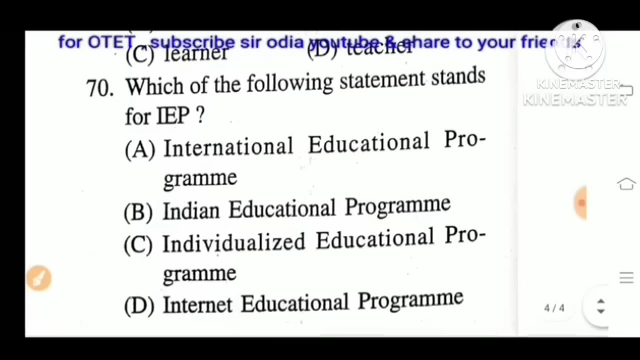 for OTET , subscribe sir odia youtube & share to your friends
(C) learner (D) teacher
KINEMASTER
KINEMASTER
70. Which of the following statement stands
for IEP ?
(A) International Educational Pro-
gramme
(B) Indian Educational Programme
(C) Individualized Educational Pro-
gramme
(D) Internet Educational Programme
4/4